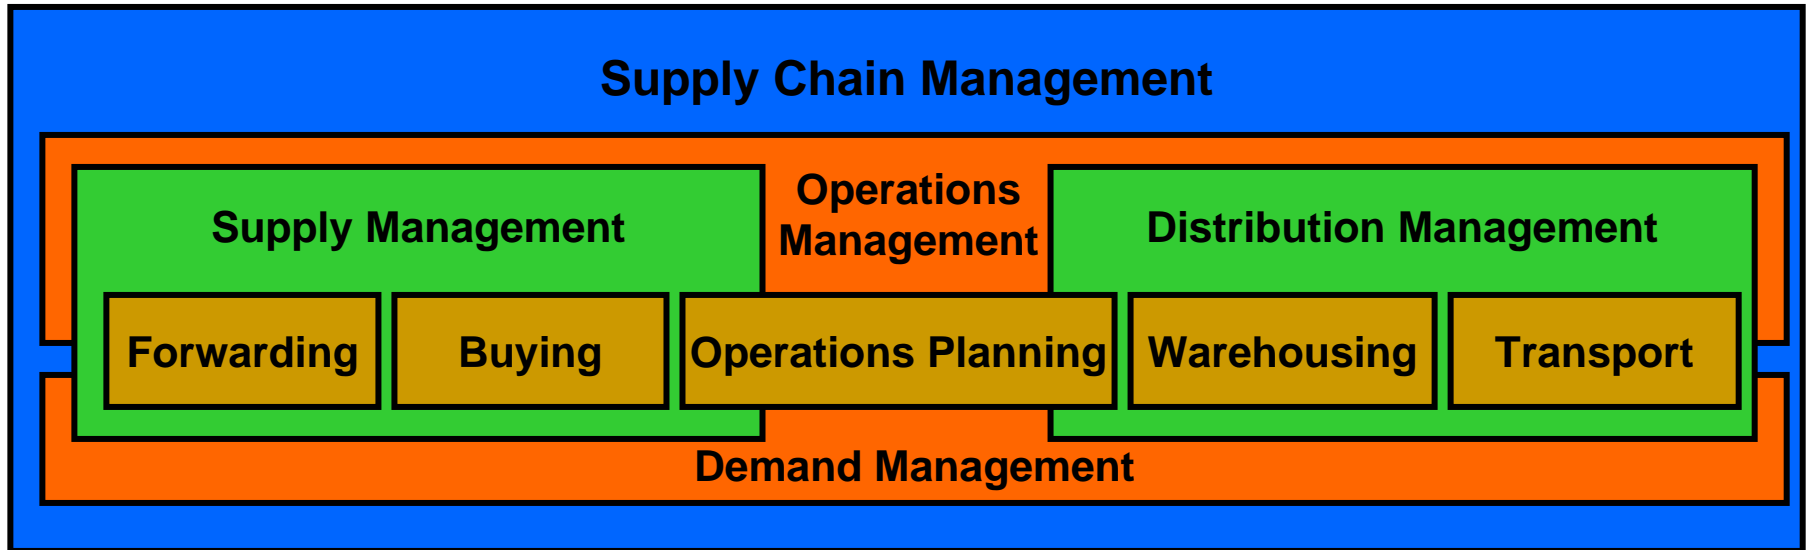 Supply Chain Management
Operations
Management
Supply Management
Distribution Management
Forwarding
Buying
Operations Planning
Warehousing
Transport
Demand Management